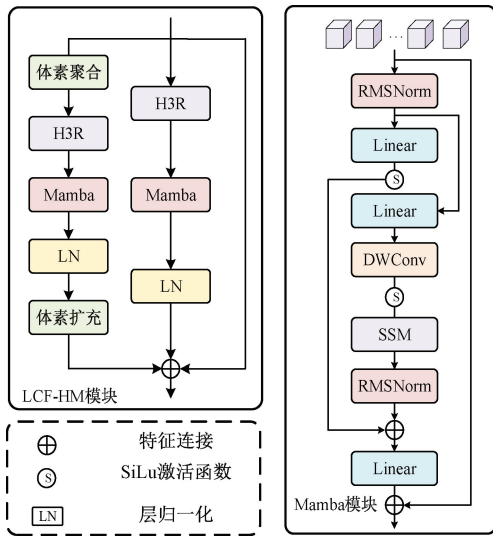 体素聚合
H3R
Mamba
LN
体素扩充
H3R
Mamba
LN
LCF-HM模块
特征连接
S
SiLu激活函数
LN
层归一化
...
RMSNorm
Linear
S
Linear
DWConv
S
SSM
RMSNorm
Linear
Mamba模块